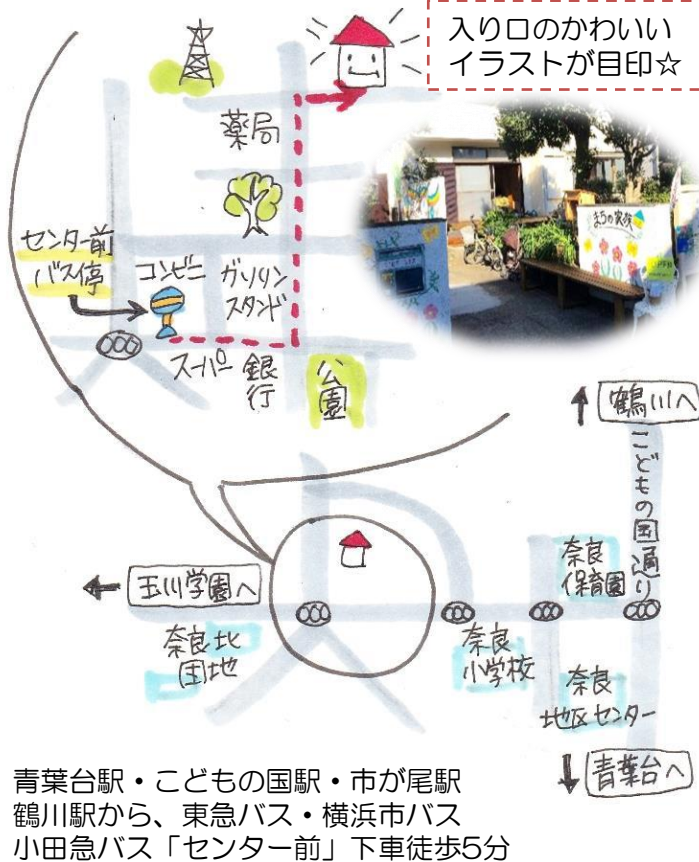 入り口のかわいい
イラストが目印☆
薬局
センター前
バス停
コンビニ
ガソリン
スタンド
スーパー
銀行
公園
まちの家族
鶴川へ
こどもの国通り
奈良
保育園
玉川学園へ
奈良北
団地
奈良
小学校
奈良
地区センター
青葉台へ
青葉台駅・こどもの国駅・市が尾駅
鶴川駅から、東急バス・横浜市バス
小田急バス「センター前」下車徒歩5分